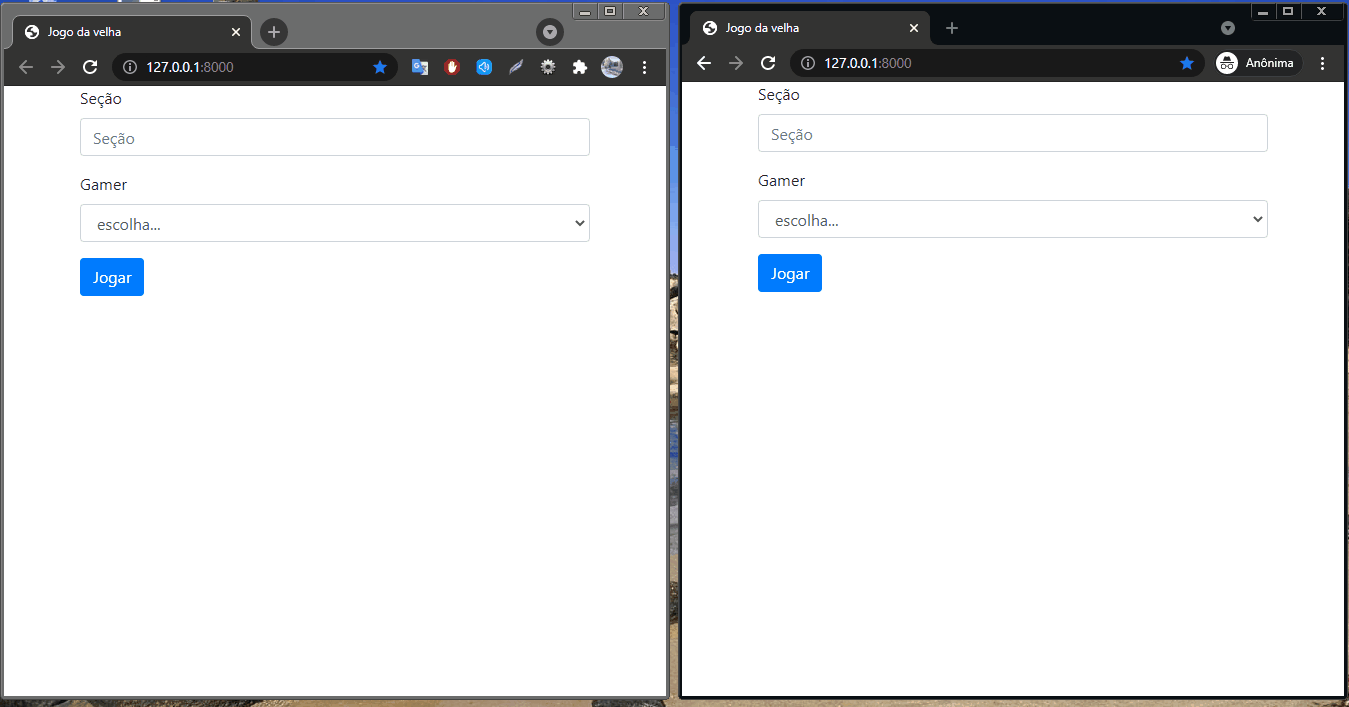 Jogo da velha
127.0.0.1:8000
Seção
Seção
Gamer
escolha...
Jogar
Jogo da velha
127.0.0.1:8000
Anônima
Seção
Seção
Gamer
escolha...
Jogar